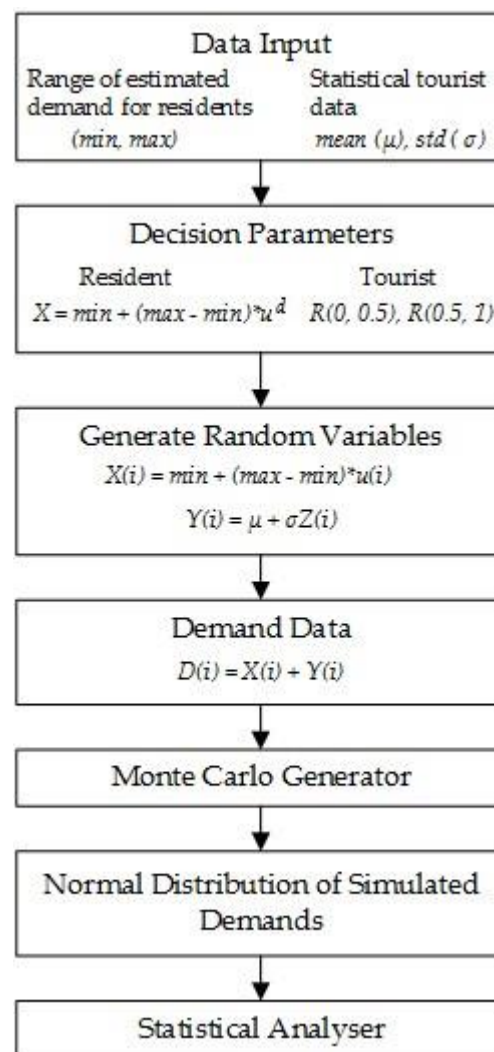 Data Input
Range of estimated demand for residents
(min, max)
Statistical tourist data
mean (μ), std ( σ)
Decision Parameters
Resident
X = min + (max - min)*u^d
Tourist
R(0, 0.5), R(0.5, 1)
Generate Random Variables
X(i) = min + (max - min)*u(i)
Y(i) = μ + σZ(i)
Demand Data
D(i) = X(i) + Y(i)
Monte Carlo Generator
Normal Distribution of Simulated
Demands
Statistical Analyser